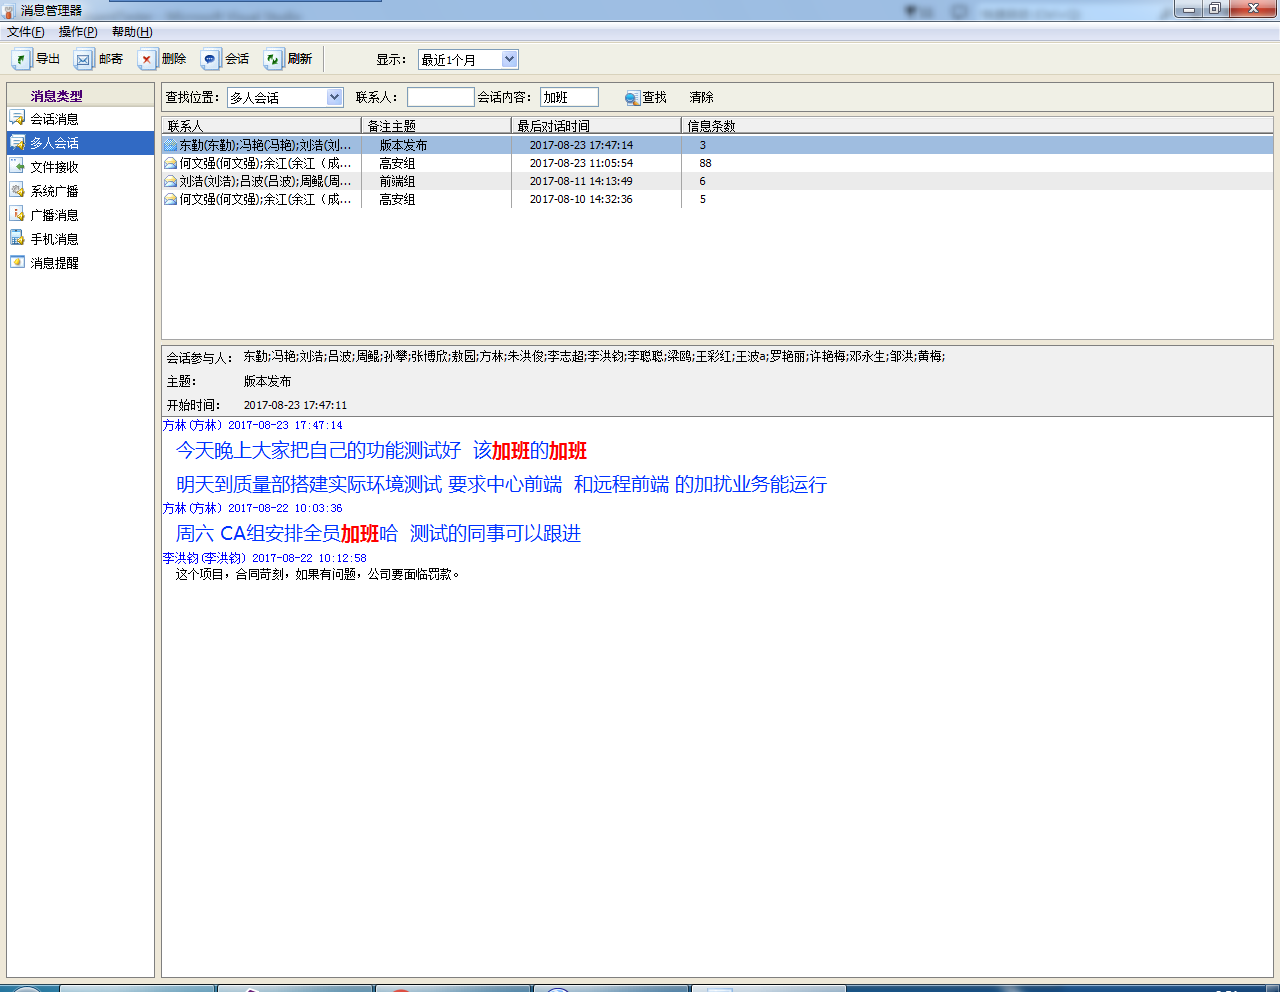 消息管理器
文件(F) 操作(P) 帮助(H)
导出 邮寄 删除 会话 刷新 显示： 最近1个月
消息类型
会话消息
多人会话
文件接收
系统广播
广播消息
手机消息
消息提醒
查找位置： 多人会话 联系人： 会话内容： 加班 查找 清除
联系人 备注主题 最后对话时间 信息条数
东勤(东勤);冯艳(冯艳);刘浩(刘... 版本发布 2017-08-23 17:47:14 3
何文强(何文强);余江(余江（成... 高安组 2017-08-23 11:05:54 88
刘浩(刘浩);吕波(吕波);周鲲(周... 前端组 2017-08-11 14:13:49 6
何文强(何文强);余江(余江（成... 高安组 2017-08-10 14:32:36 5
会话参与人： 东勤;冯艳;刘浩;吕波;周鲲;孙攀;张博欣;敖园;方林;朱洪俊;李志超;李洪钧;李聪聪;梁鸥;王彩红;王波a;罗艳丽;许艳梅;邓永生;邹洪;黄梅;
主题： 版本发布
开始时间： 2017-08-23 17:47:11
方林(方林) 2017-08-23 17:47:14
今天晚上大家把自己的功能测试好 该加班的加班
明天到质量部搭建实际环境测试 要求中心前端 和远程前端 的加扰业务能运行
方林(方林) 2017-08-22 10:03:36
周六 CA组安排全员加班哈 测试的同事可以跟进
李洪钧(李洪钧) 2017-08-22 10:12:58
这个项目，合同苛刻，如果有问题，公司要面临罚款。